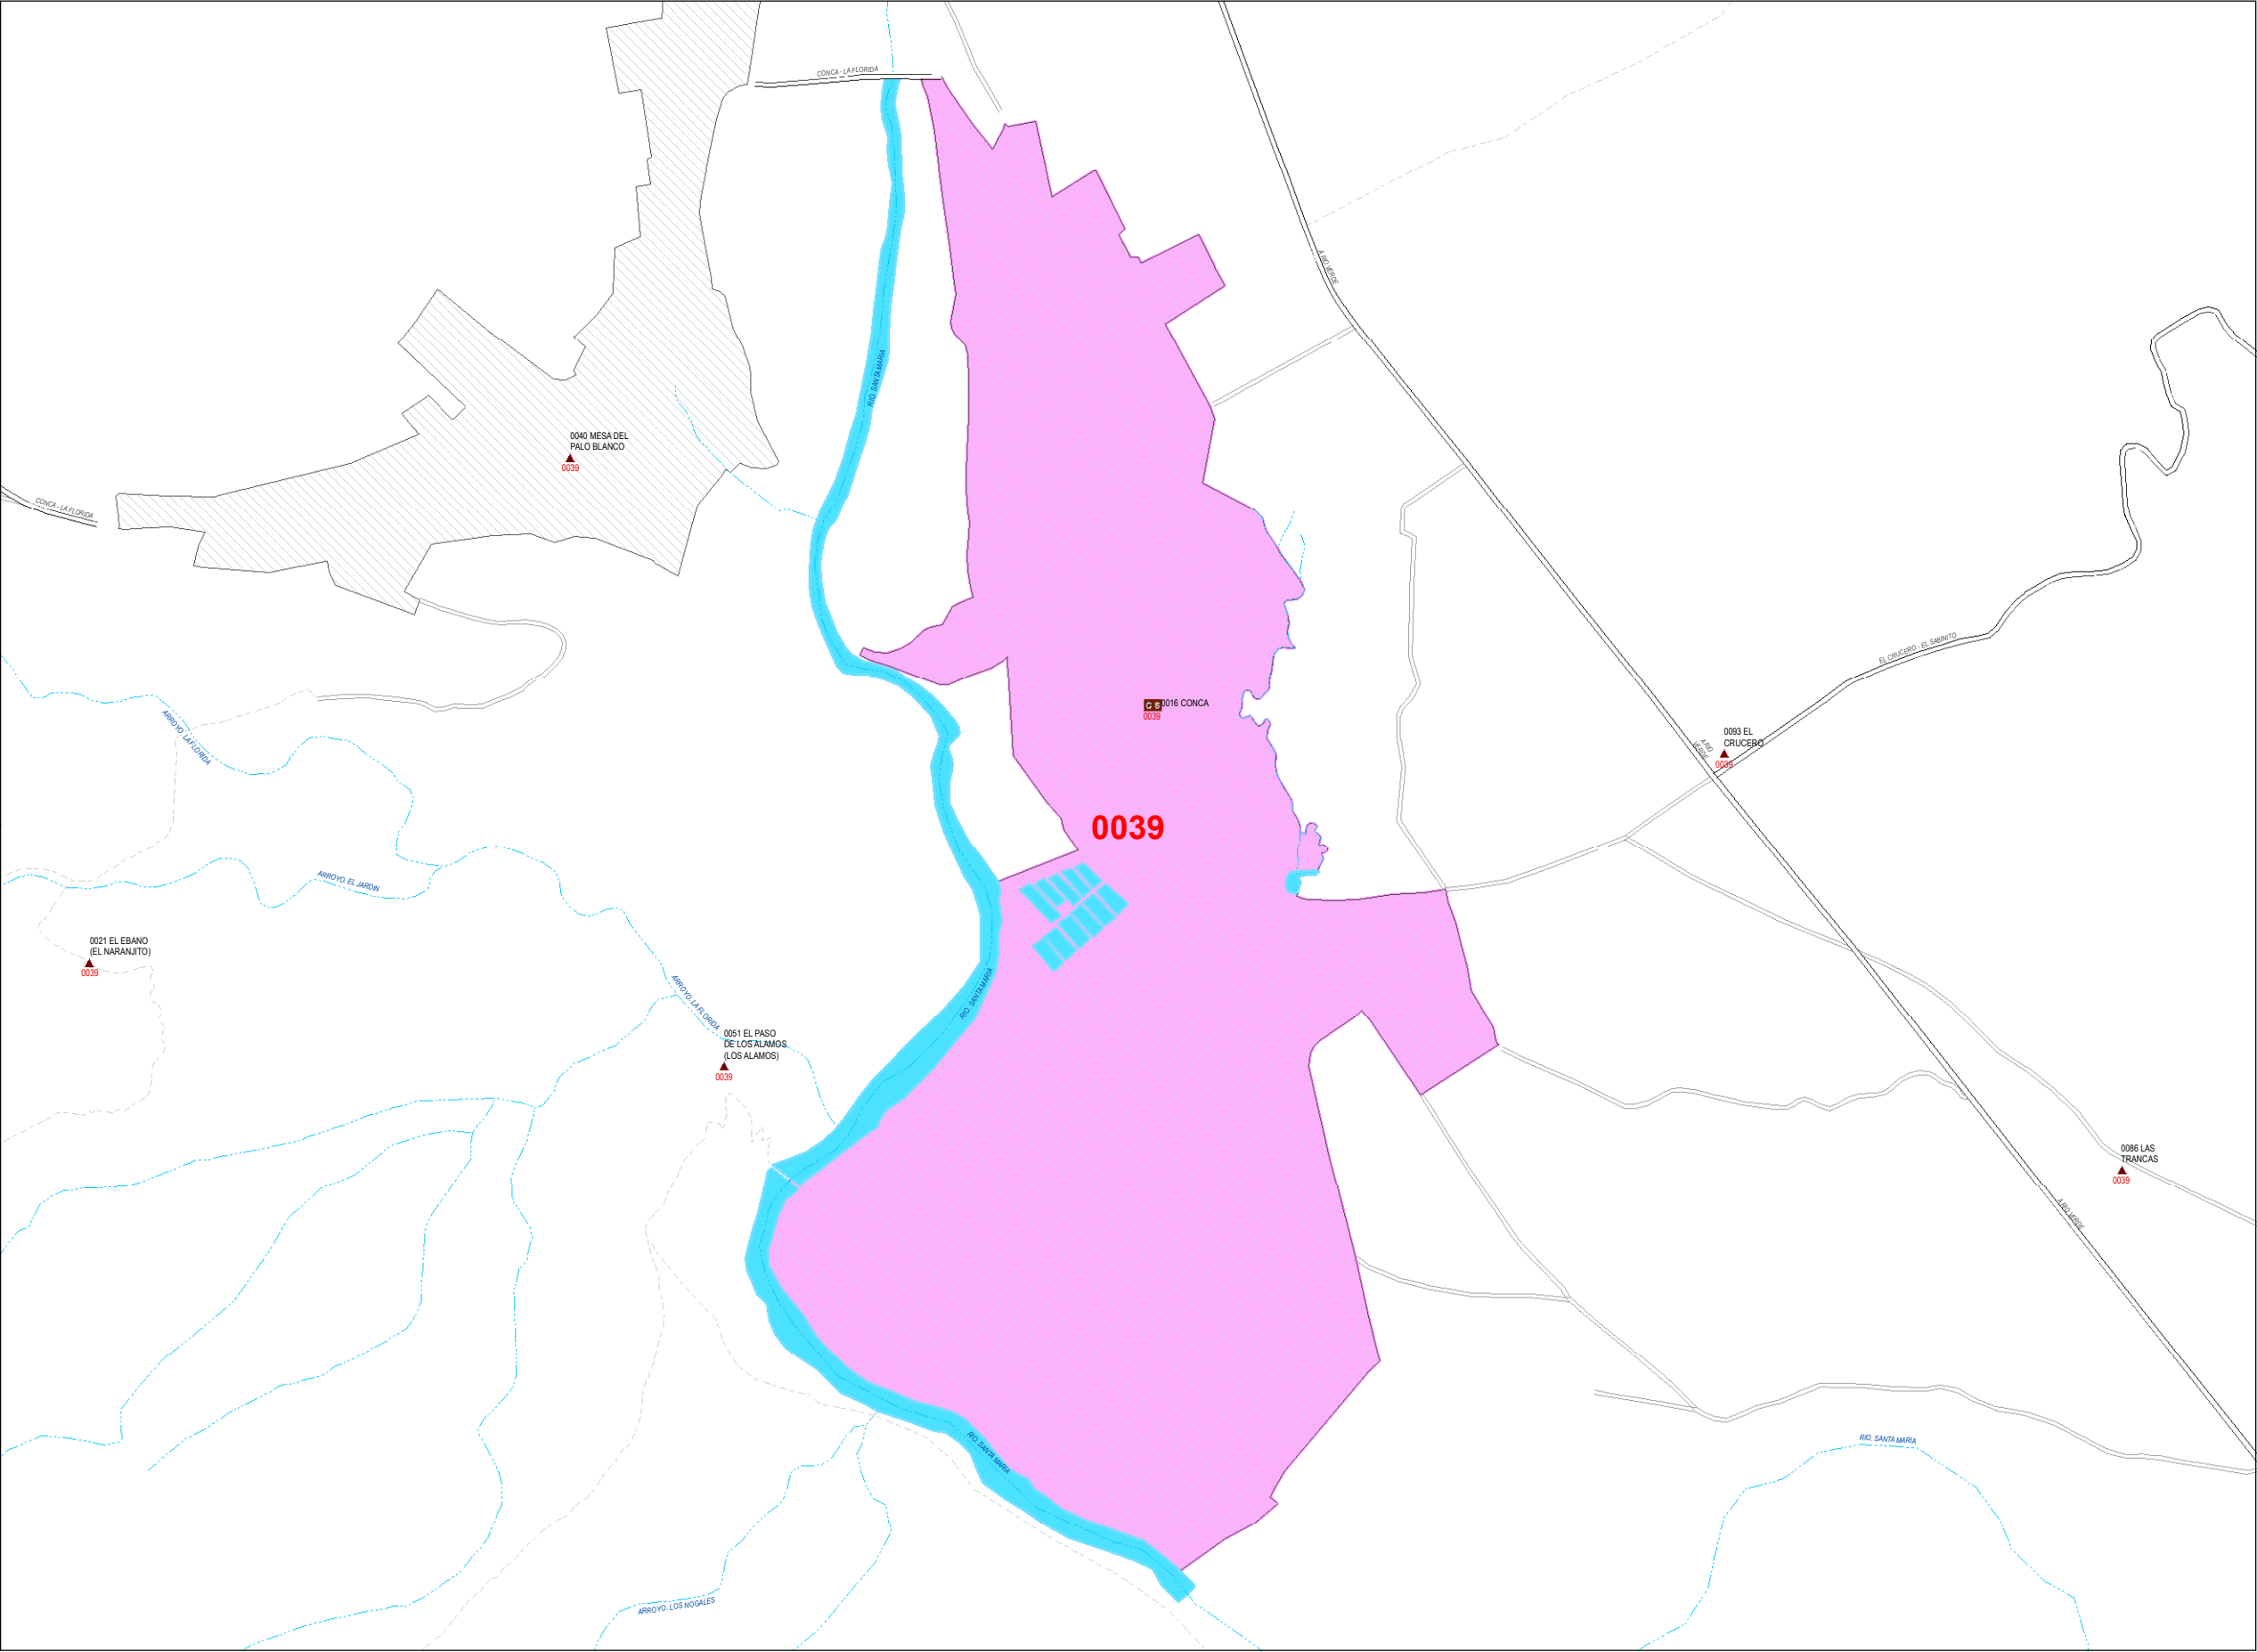 CONCA - LA FLORIDA
A RIO VERDE
RIO. SANTA MARIA
0040 MESA DEL
PALO BLANCO
0039
CONCA - LA FLORIDA
EL CRUCERO - EL SABINITO
ARROYO. LA FLORIDA
C S 0016 CONCA
0039
0093 EL
CRUCERO
0039
A RIO
VERDE
0039
ARROYO. EL JARDIN
0021 EL EBANO
(EL NARANJITO)
0039
RIO. SANTA MARIA
ARROYO. LA FLORIDA
0051 EL PASO
DE LOS ALAMOS
(LOS ALAMOS)
0039
0086 LAS
TRANCAS
0039
A RIO VERDE
RIO. SANTA MARIA
RIO. SANTA MARIA
ARROYO. LOS NOGALES